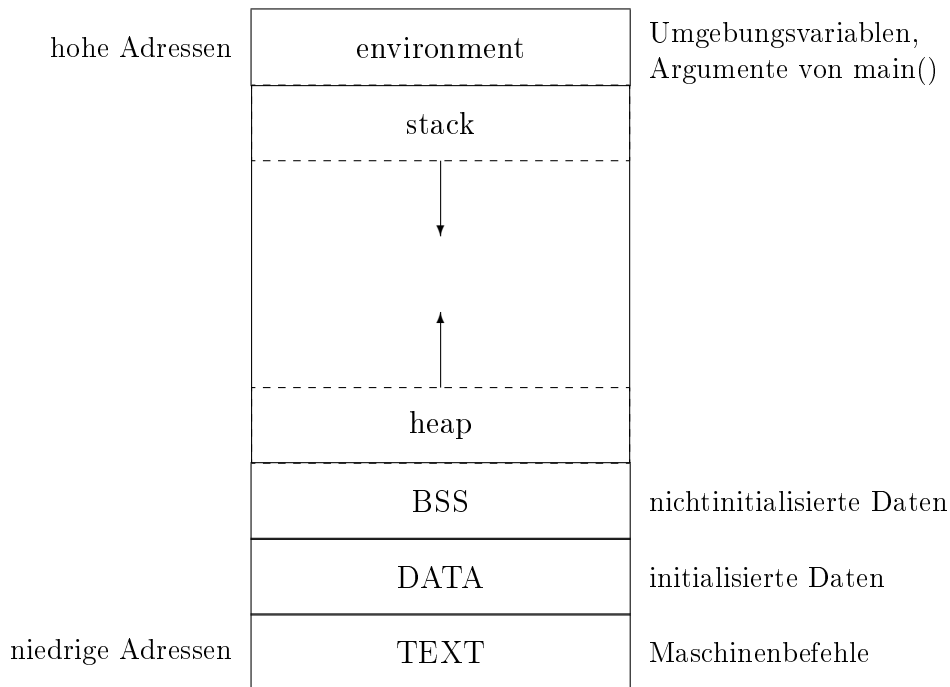 hohe Adressen
environment
Umgebungsvariablen,
Argumente von main()
stack
heap
BSS
nichtinitialisierte Daten
DATA
initialisierte Daten
niedrige Adressen
TEXT
Maschinenbefehle